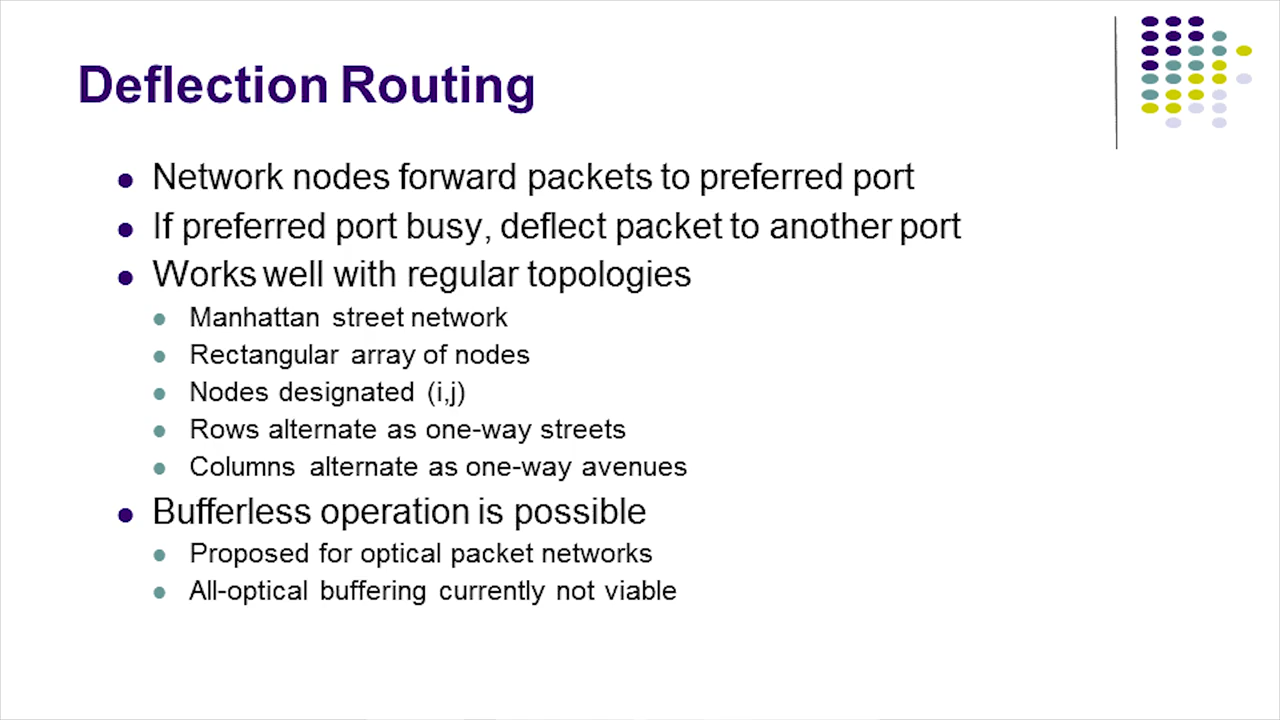 Deflection Routing
Network nodes forward packets to preferred port
If preferred port busy, deflect packet to another port
Works well with regular topologies
Manhattan street network
Rectangular array of nodes
Nodes designated (i,j)
Rows alternate as one-way streets
Columns alternate as one-way avenues
Bufferless operation is possible
Proposed for optical packet networks
All-optical buffering currently not viable